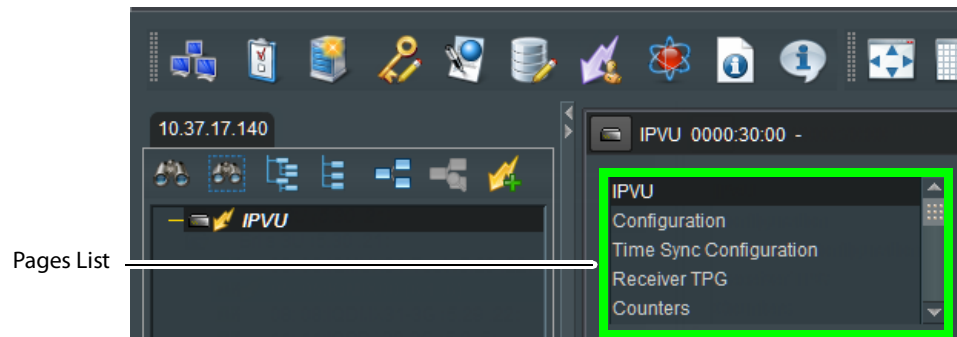 10.37.17.140
IPVU 0000:30:00 -
IPVU
IPVU
Configuration
Time Sync Configuration
Receiver TPG
Counters
Pages List